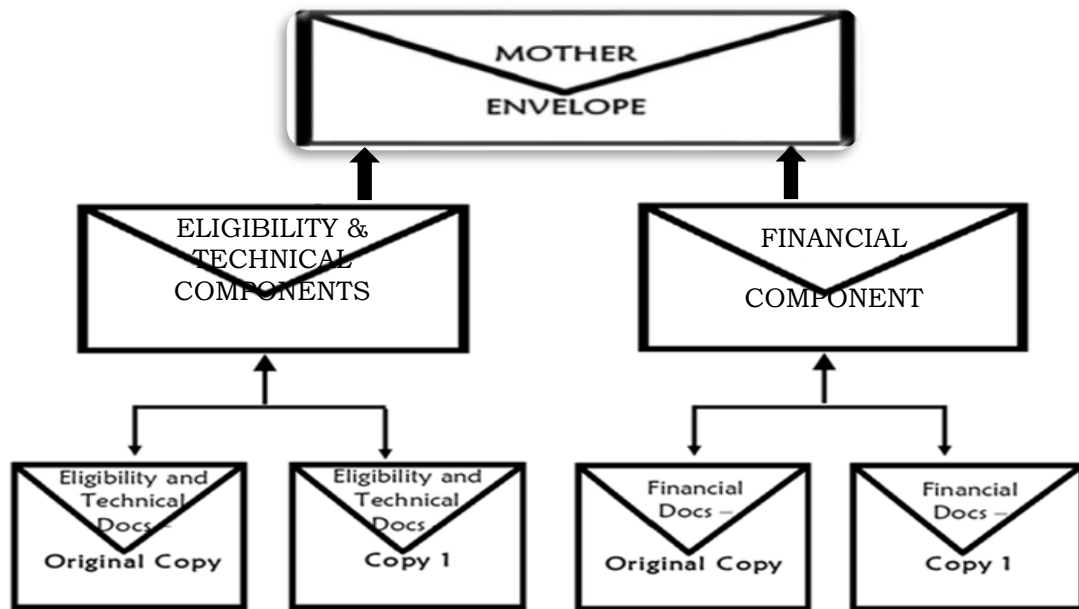 MOTHER
ENVELOPE
ELIGIBILITY &
TECHNICAL
COMPONENTS
FINANCIAL
COMPONENT
Eligibility and
Technical
Docs –
Original Copy
Eligibility and
Technical
Docs
Copy 1
Financial
Docs –
Original Copy
Financial
Docs –
Copy 1